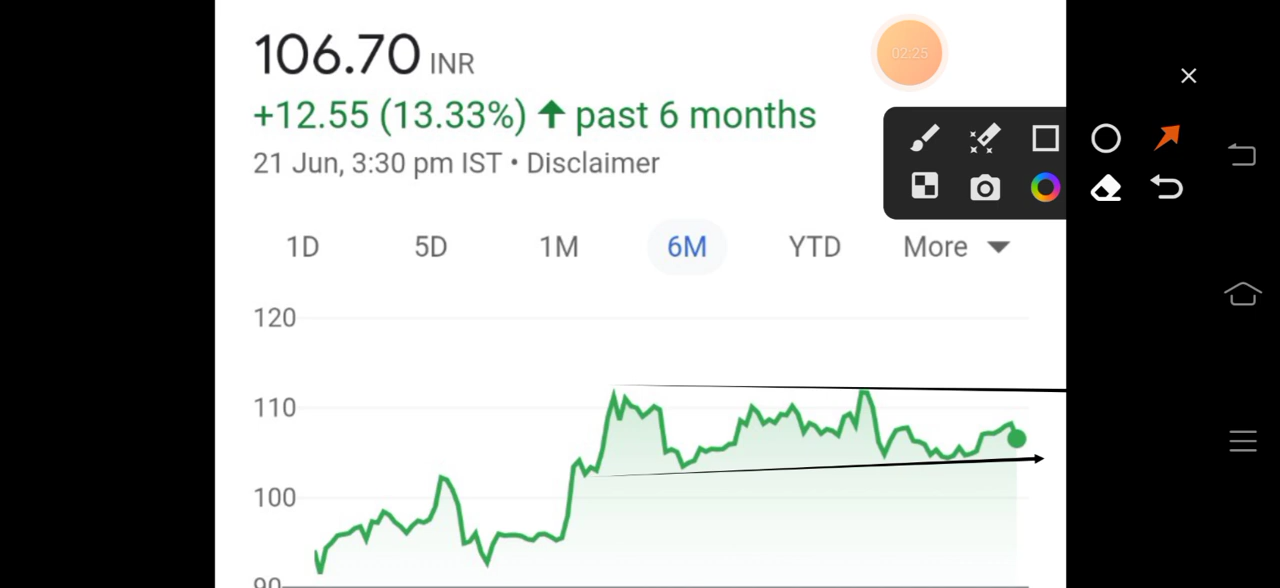 106.70 INR
02:25
+12.55 (13.33%) ↑ past 6 months
21 Jun, 3:30 pm IST • Disclaimer
1D 5D 1M 6M YTD More
120
110
100
90